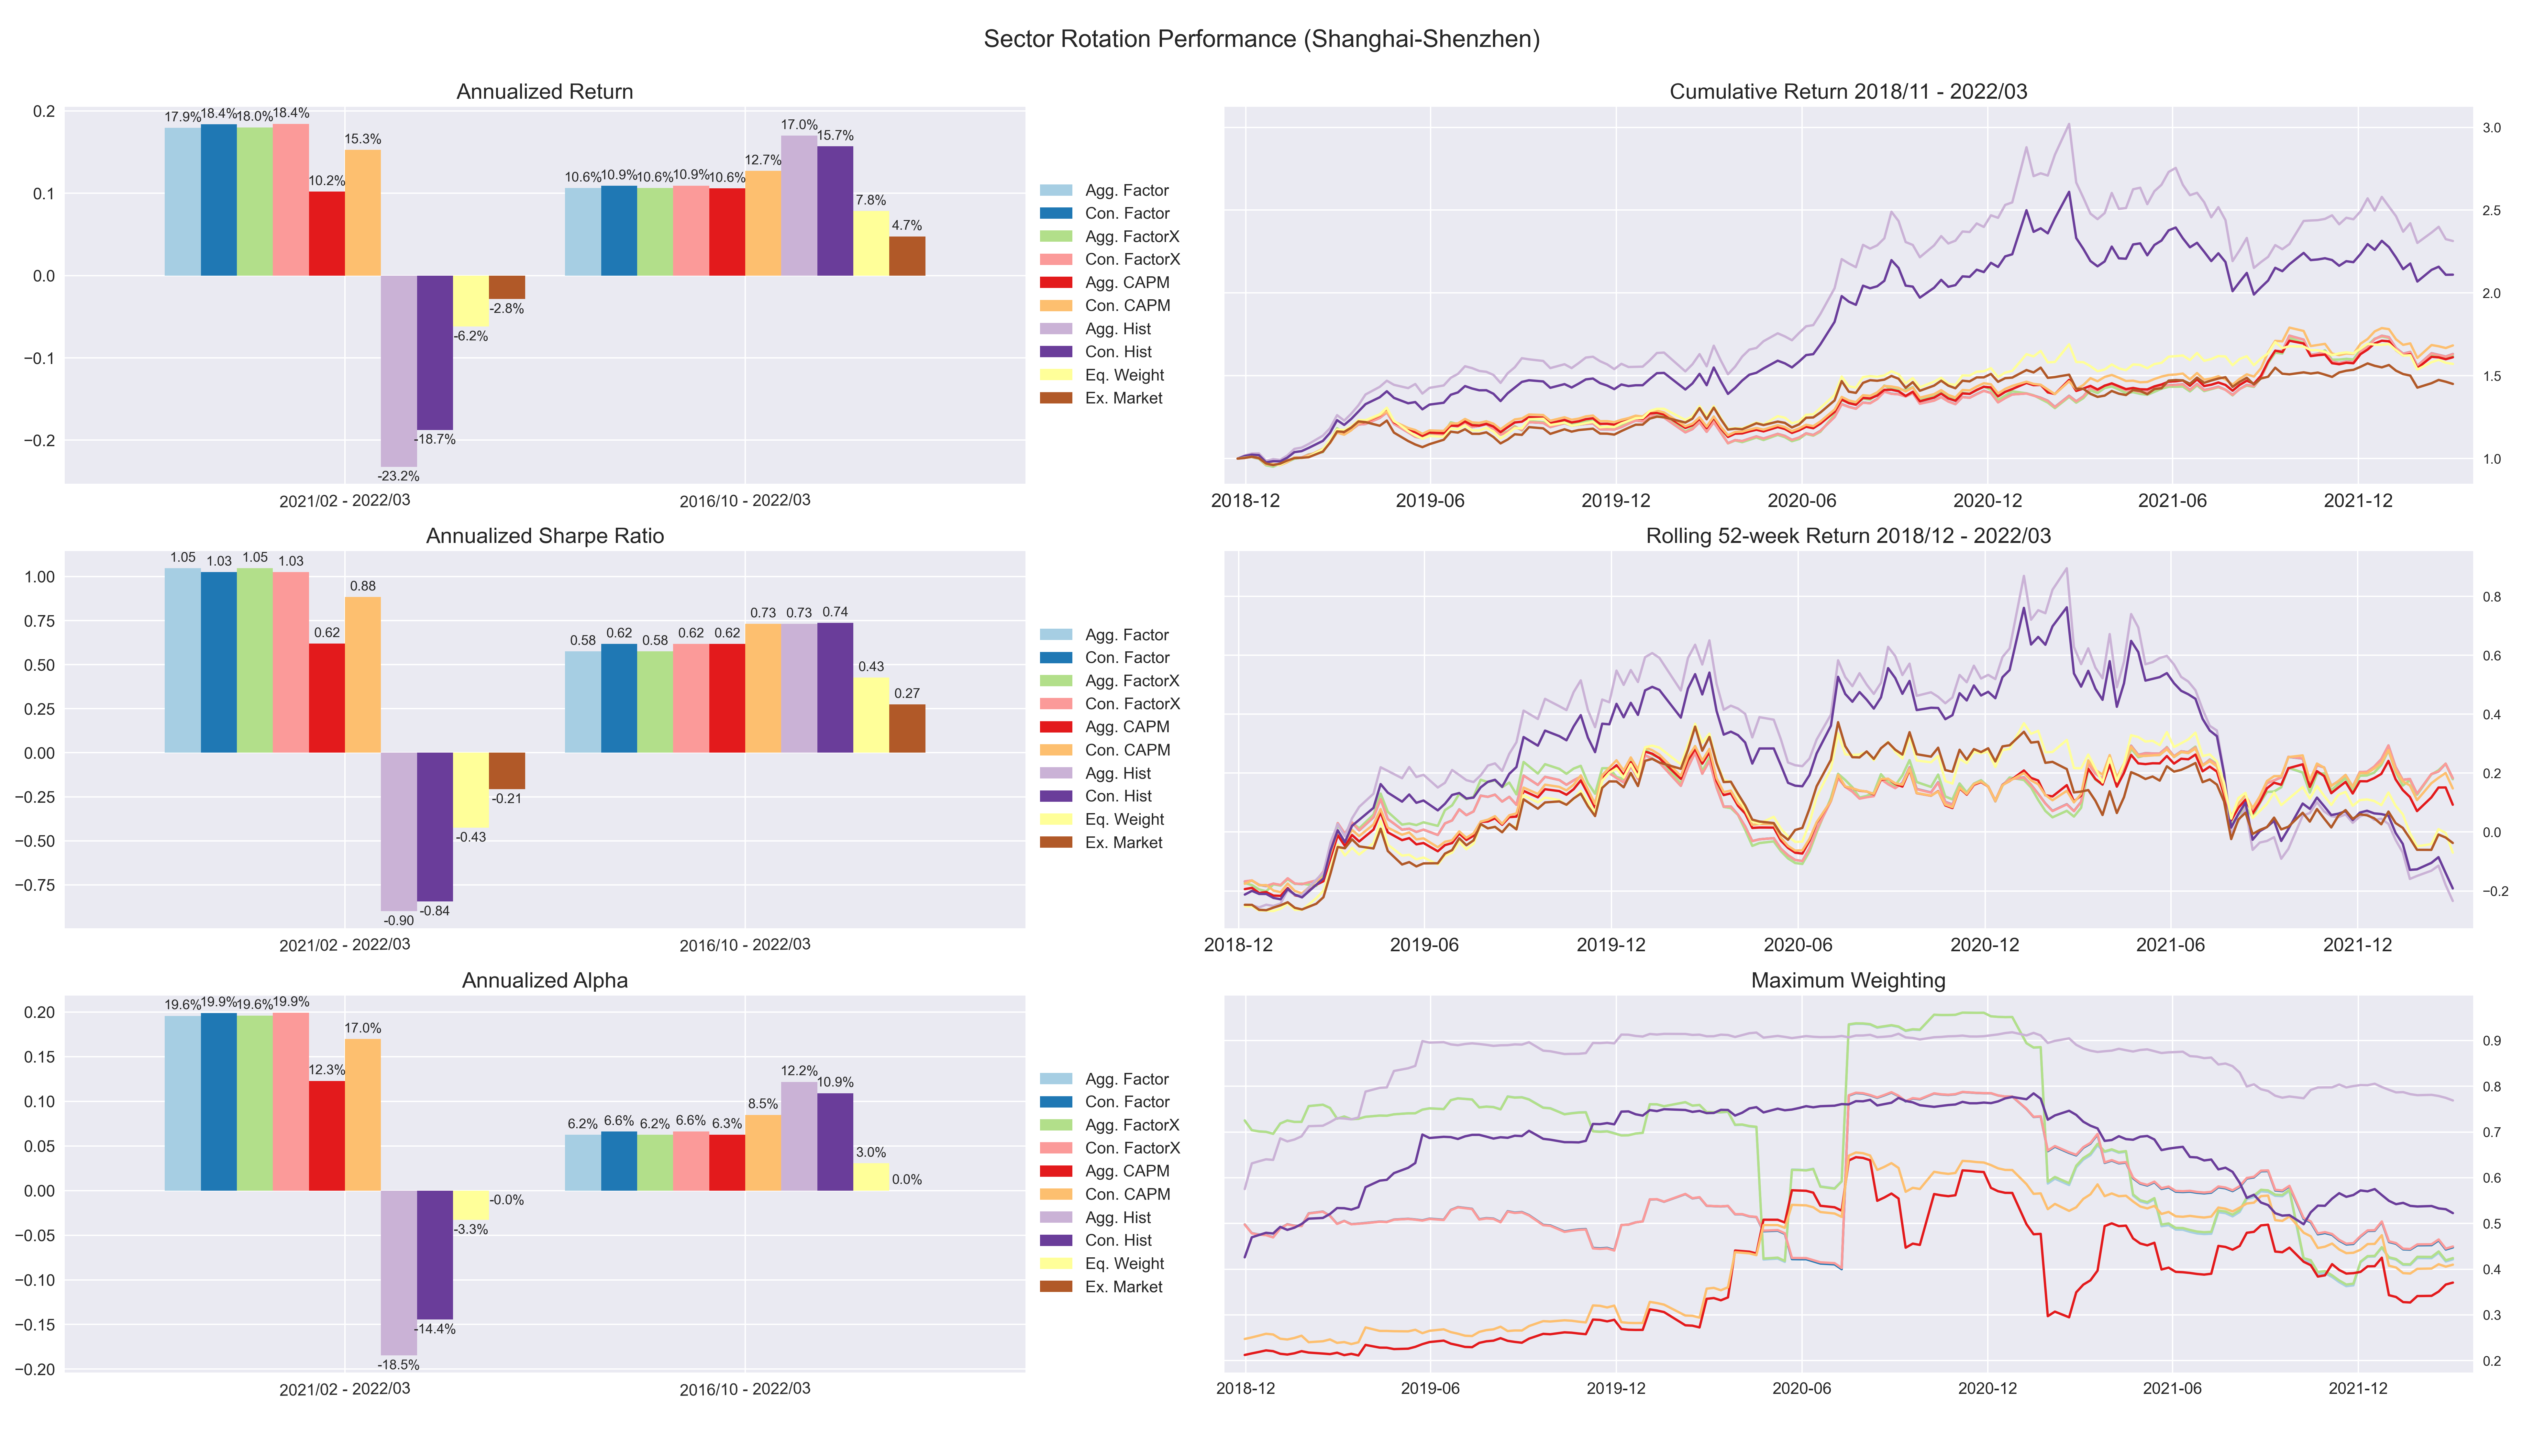 Sector Rotation Performance (Shanghai-Shenzhen)
Annualized Return
0.2
0.1
0.0
−0.1
−0.2
17.9%
18.4%
18.0%
18.4%
10.2%
15.3%
-23.2%
-18.7%
-6.2%
-2.8%
10.6%
10.9%
10.6%
10.9%
10.6%
12.7%
17.0%
15.7%
7.8%
4.7%
2021/02 - 2022/03
2016/10 - 2022/03
Agg. Factor
Con. Factor
Agg. FactorX
Con. FactorX
Agg. CAPM
Con. CAPM
Agg. Hist
Con. Hist
Eq. Weight
Ex. Market
Cumulative Return 2018/11 - 2022/03
3.0
2.5
2.0
1.5
1.0
2018-12
2019-06
2019-12
2020-06
2020-12
2021-06
2021-12
Annualized Sharpe Ratio
1.00
0.75
0.50
0.25
0.00
−0.25
−0.50
−0.75
1.05
1.03
1.05
1.03
0.62
0.88
-0.90
-0.84
-0.43
-0.21
0.58
0.62
0.58
0.62
0.62
0.73
0.73
0.74
0.43
0.27
2021/02 - 2022/03
2016/10 - 2022/03
Agg. Factor
Con. Factor
Agg. FactorX
Con. FactorX
Agg. CAPM
Con. CAPM
Agg. Hist
Con. Hist
Eq. Weight
Ex. Market
Rolling 52-week Return 2018/12 - 2022/03
0.8
0.6
0.4
0.2
0.0
−0.2
2018-12
2019-06
2019-12
2020-06
2020-12
2021-06
2021-12
Annualized Alpha
0.20
0.15
0.10
0.05
0.00
−0.05
−0.10
−0.15
−0.20
19.6%
19.9%
19.6%
19.9%
12.3%
17.0%
-18.5%
-14.4%
-3.3%
-0.0%
6.2%
6.6%
6.2%
6.6%
6.3%
8.5%
12.2%
10.9%
3.0%
0.0%
2021/02 - 2022/03
2016/10 - 2022/03
Agg. Factor
Con. Factor
Agg. FactorX
Con. FactorX
Agg. CAPM
Con. CAPM
Agg. Hist
Con. Hist
Eq. Weight
Ex. Market
Maximum Weighting
0.9
0.8
0.7
0.6
0.5
0.4
0.3
0.2
2018-12
2019-06
2019-12
2020-06
2020-12
2021-06
2021-12